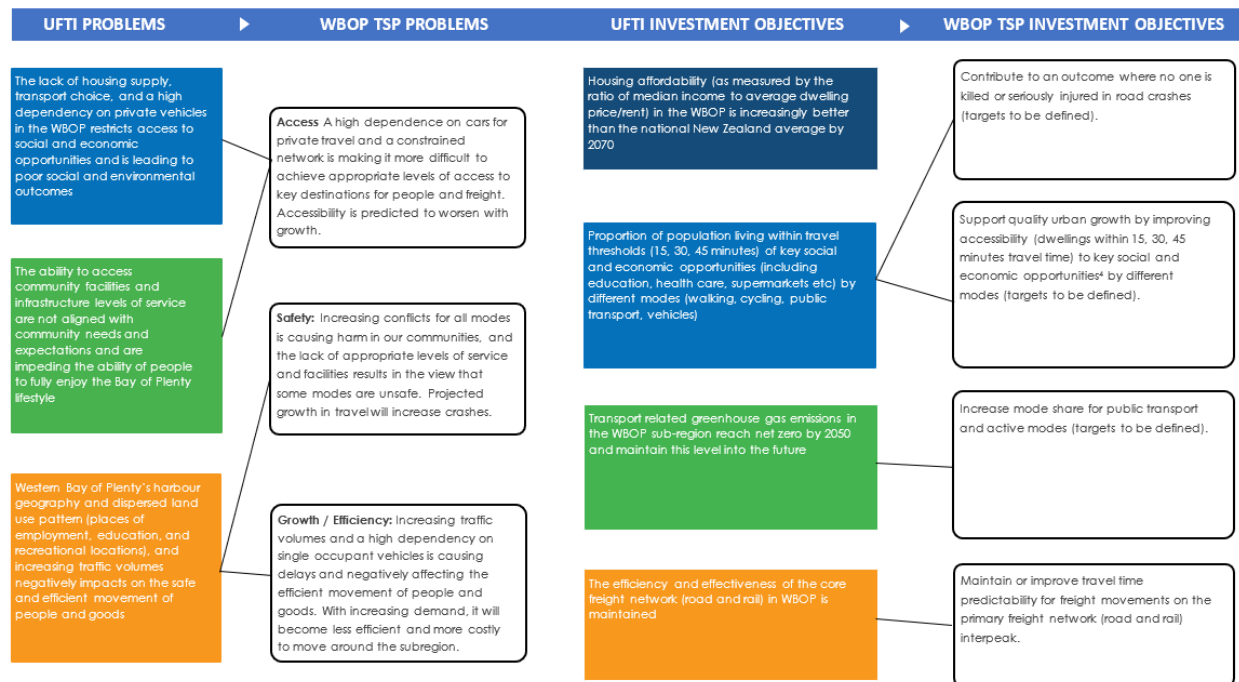 UFTI PROBLEMS
WBOP TSP PROBLEMS
UFTI INVESTMENT OBJECTIVES
WBOP TSP INVESTMENT OBJECTIVES
The lack of housing supply,
transport choice, and a high
dependency on private vehicles
in the WBOP restricts access to
social and economic
opportunities and is leading to
poor social and environmental
outcomes
The ability to access
community facilities and
infrastructure levels of service
are not aligned with
community needs and
expectations and are
impeding the ability of people
to fully enjoy the Bay of Plenty
lifestyle
Western Bay of Plenty’s harbour
geography and dispersed land
use pattern (places of
employment, education, and
recreational locations), and
increasing traffic volumes
negatively impacts on the safe
and efficient movement of
people and goods
Access A high dependence on cars for
private travel and a constrained
network is making it more difficult to
achieve appropriate levels of access to
key destinations for people and freight.
Accessibility is predicted to worsen with
growth.
Safety: Increasing conflicts for all modes
is causing harm in our communities, and
the lack of appropriate levels of service
and facilities results in the view that
some modes are unsafe. Projected
growth in travel will increase crashes.
Growth / Efficiency: Increasing traffic
volumes and a high dependency on
single occupant vehicles is causing
delays and negatively affecting the
efficient movement of people and
goods. With increasing demand, it will
become less efficient and more costly
to move around the subregion.
Housing affordability (as measured by the
ratio of median income to average dwelling
price/rent) in the WBOP is increasingly better
than the national New Zealand average by
2070
Proportion of population living within travel
thresholds (15, 30, 45 minutes) of key social
and economic opportunities (including
education, health care, supermarkets etc) by
different modes (walking, cycling, public
transport, vehicles)
Transport related greenhouse gas emissions in
the WBOP sub-region reach net zero by 2050
and maintain this level into the future
The efficiency and effectiveness of the core
freight network (road and rail) in WBOP is
maintained
Contribute to an outcome where no one is
killed or seriously injured in road crashes
(targets to be defined).
Support quality urban growth by improving
accessibility (dwellings within 15, 30, 45
minutes travel time) to key social and
economic opportunities⁴ by different
modes (targets to be defined).
Increase mode share for public transport
and active modes (targets to be defined).
Maintain or improve travel time
predictability for freight movements on the
primary freight network (road and rail)
interpeak.